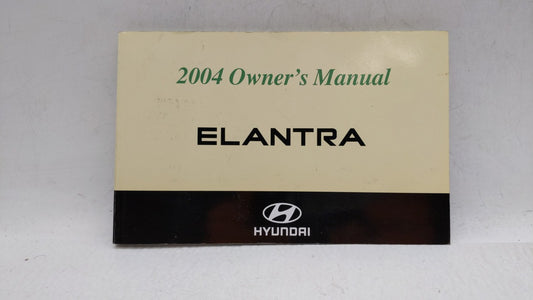 2004 Owner's Manual
ELANTRA
HYUNDAI